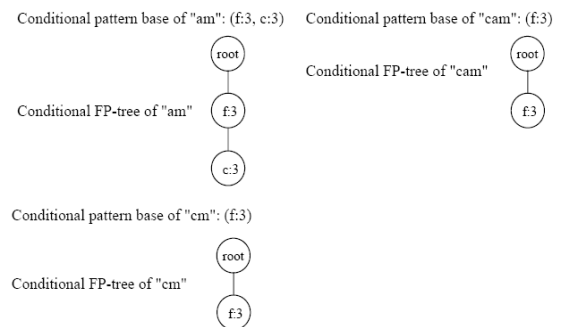 Conditional pattern base of "am": (f:3, c:3)
root
Conditional FP-tree of "am"
f:3
c:3
Conditional pattern base of "cam": (f:3)
root
Conditional FP-tree of "cam"
f:3
Conditional pattern base of "cm": (f:3)
root
Conditional FP-tree of "cm"
f:3